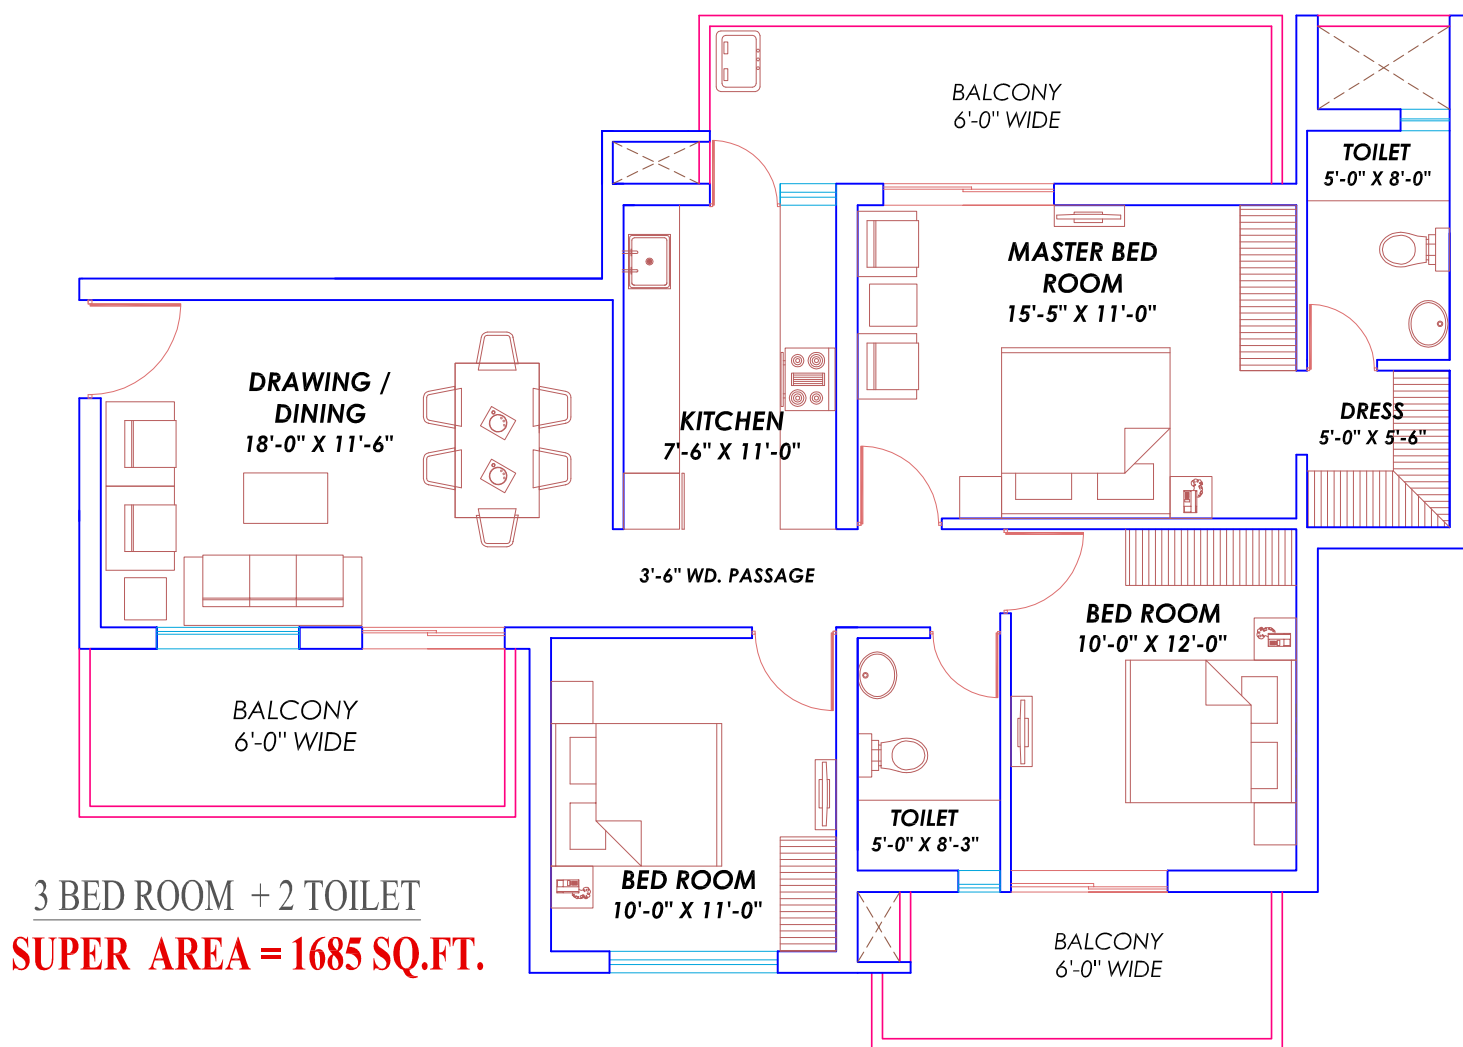 BALCONY
6'-0" WIDE
TOILET
5'-0" X 8'-0"
MASTER BED
ROOM
15'-5" X 11'-0"
DRAWING /
DINING
18'-0" X 11'-6"
KITCHEN
7'-6" X 11'-0"
DRESS
5'-0" X 5'-6"
3'-6" WD. PASSAGE
BED ROOM
10'-0" X 12'-0"
BALCONY
6'-0" WIDE
TOILET
5'-0" X 8'-3"
BED ROOM
10'-0" X 11'-0"
BALCONY
6'-0" WIDE
3 BED ROOM + 2 TOILET
SUPER AREA = 1685 SQ.FT.